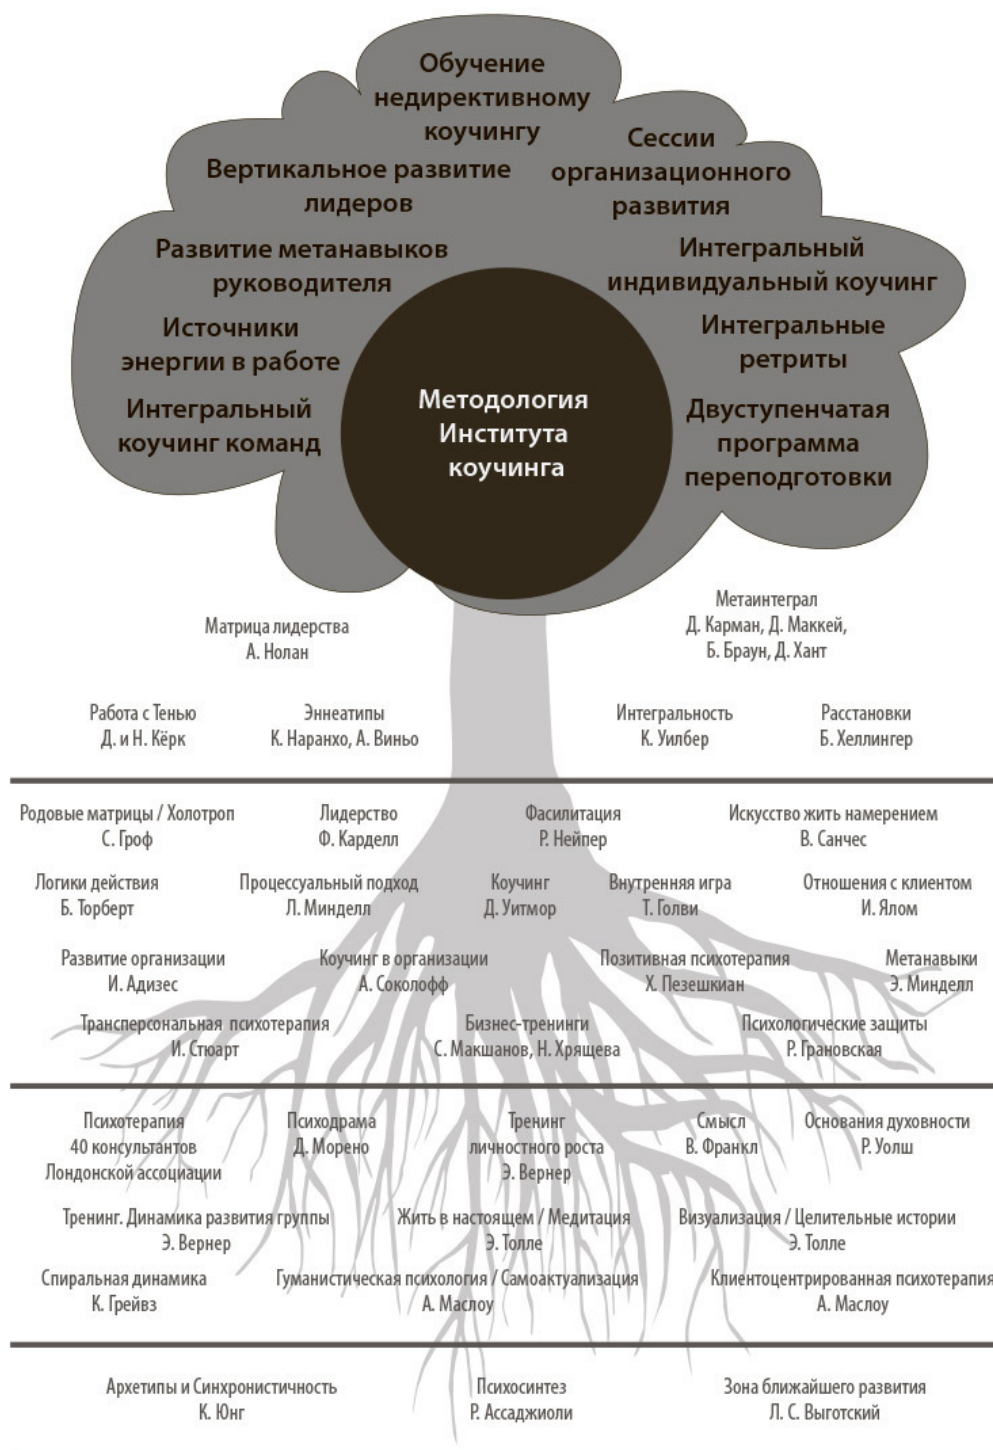 Обучение
недирективному
коучингу
Сессии
организационного
развития
Вертикальное развитие
лидеров
Развитие метанавыков
руководителя
Интегральный
индивидуальный коучинг
Источники
энергии в работе
Интегральные
ретриты
Интегральный
коучинг команд
Методология
Института
коучинга
Двуступенчатая
программа
переподготовки
Матрица лидерства
А. Нолан
Метаинтеграл
Д. Карман, Д. Маккей,
Б. Браун, Д. Хант
Работа с Тенью
Д. и Н. Кёрк
Эннеатипы
К. Наранхо, А. Виньо
Интегральность
К. Уилбер
Расстановки
Б. Хеллингер
Родовые матрицы / Холотроп
С. Гроф
Лидерство
Ф. Карделл
Фасилитация
Р. Нейпер
Искусство жить намерением
В. Санчес
Логики действия
Б. Торберт
Процессуальный подход
Л. Минделл
Коучинг
Д. Уитмор
Внутренняя игра
Т. Голви
Отношения с клиентом
И. Ялом
Развитие организации
И. Адизес
Коучинг в организации
А. Соколофф
Позитивная психотерапия
Х. Пезешкиан
Метанавыки
Э. Минделл
Трансперсональная психотерапия
И. Стюарт
Бизнес-тренинги
С. Макшанов, Н. Хрящева
Психологические защиты
Р. Грановская
Психотерапия
40 консультантов
Лондонской ассоциации
Психодрама
Д. Морено
Тренинг
личностного роста
Э. Вернер
Смысл
В. Франкл
Основания духовности
Р. Уолш
Тренинг. Динамика развития группы
Э. Вернер
Жить в настоящем / Медитация
Э. Толле
Визуализация / Целительные истории
Э. Толле
Спиральная динамика
К. Грейвз
Гуманистическая психология / Самоактуализация
А. Маслоу
Клиентоцентрированная психотерапия
А. Маслоу
Архетипы и Синхронистичность
К. Юнг
Психосинтез
Р. Ассаджиоли
Зона ближайшего развития
Л. С. Выготский